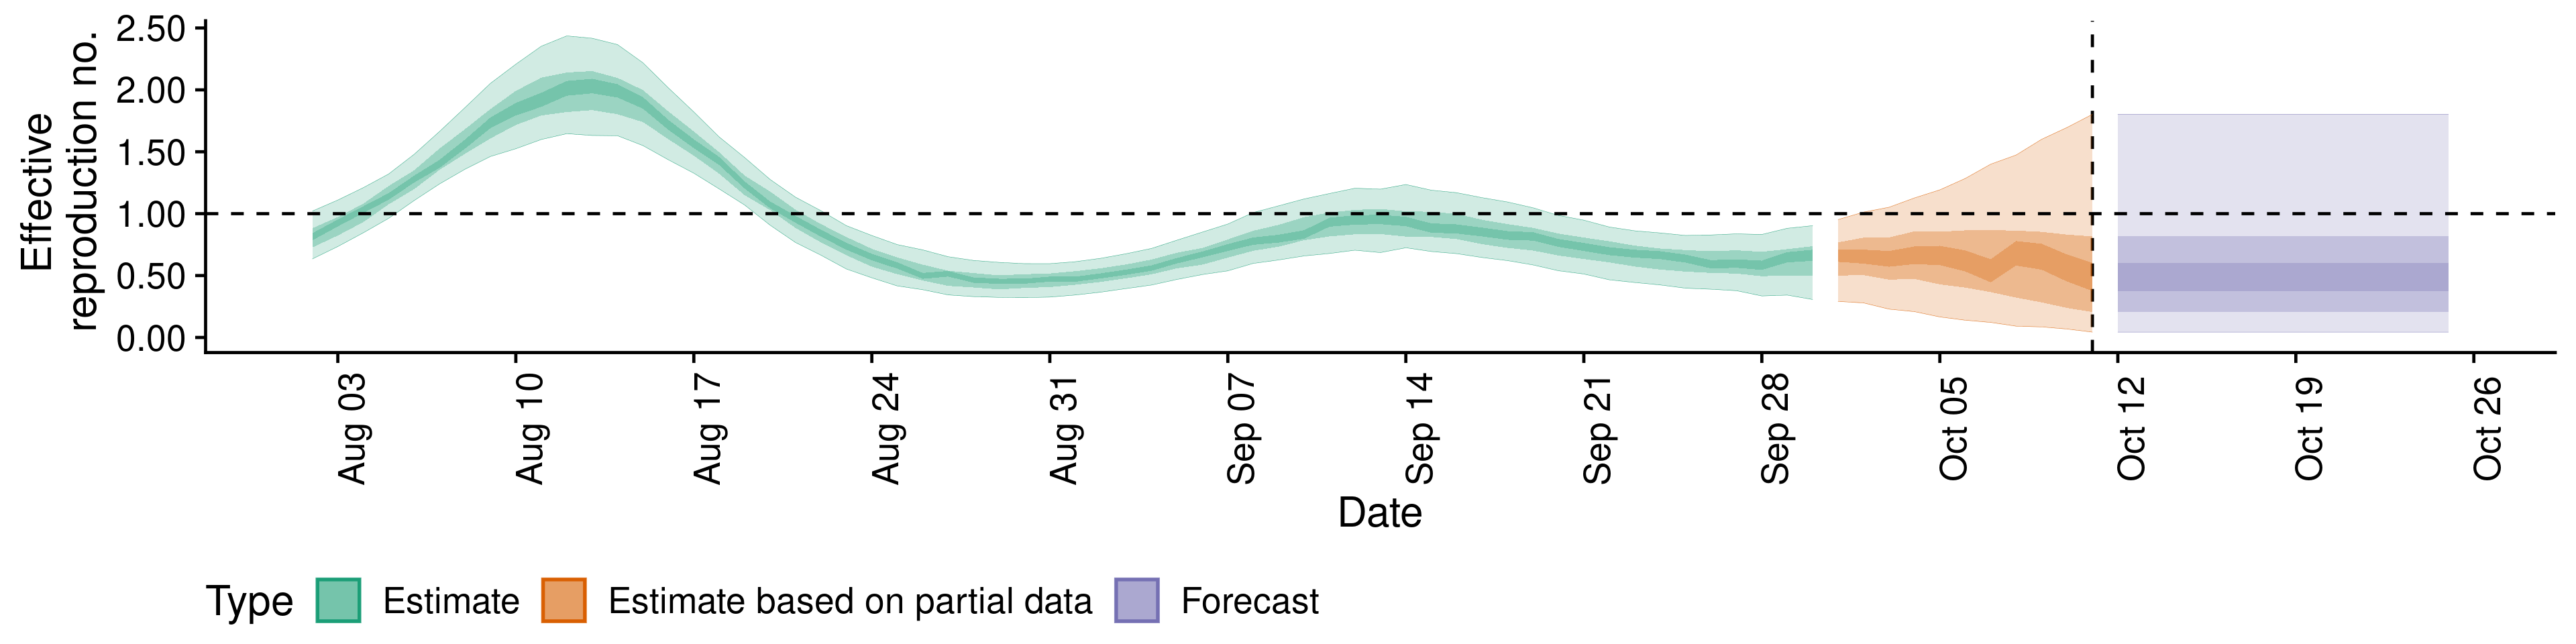 Effective
reproduction no.
2.50
2.00
1.50
1.00
0.50
0.00
Aug 03
Aug 10
Aug 17
Aug 24
Aug 31
Sep 07
Sep 14
Sep 21
Sep 28
Oct 05
Oct 12
Oct 19
Oct 26
Date
Type Estimate Estimate based on partial data Forecast